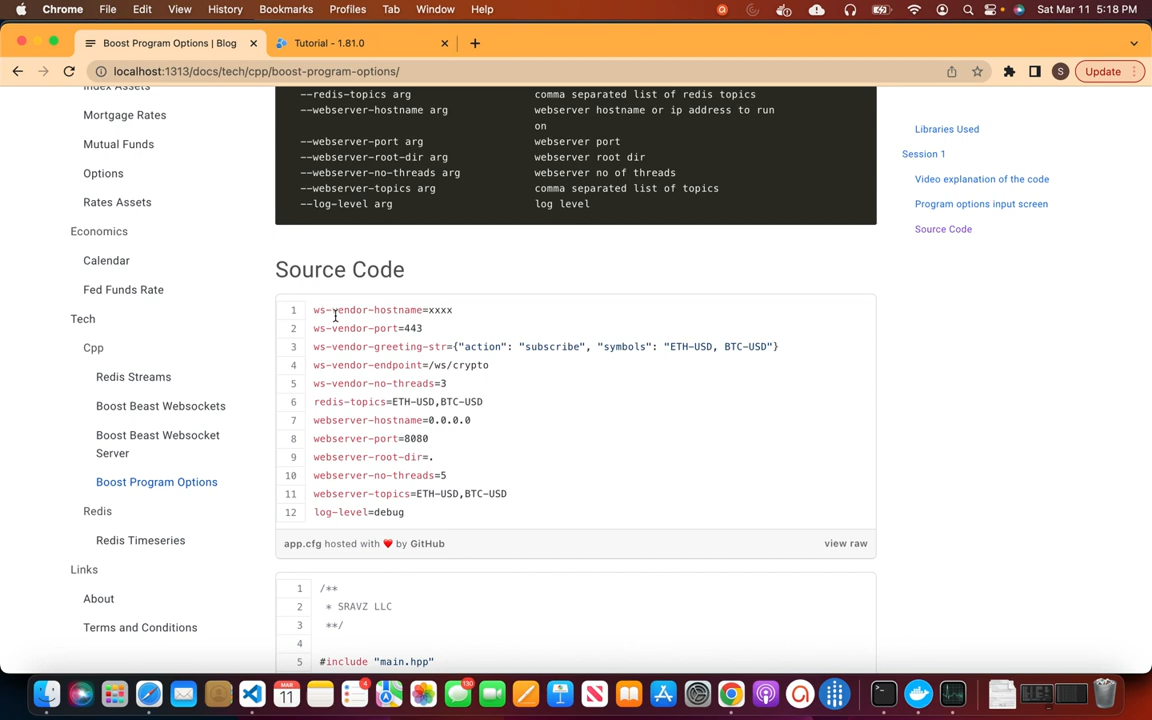 Chrome File Edit View History Bookmarks Profiles Tab Window Help Sat Mar 11 5:18 PM
Boost Program Options | Blog Tutorial - 1.81.0
localhost:1313/docs/tech/cpp/boost-program-options/ S Update
Index Assets
Mortgage Rates
Mutual Funds
Options
Rates Assets
Economics
Calendar
Fed Funds Rate
Tech
Cpp
Redis Streams
Boost Beast Websockets
Boost Beast Websocket
Server
Boost Program Options
Redis
Redis Timeseries
Links
About
Terms and Conditions
--redis-topics arg comma separated list of redis topics
--webserver-hostname arg webserver hostname or ip address to run
on
--webserver-port arg webserver port
--webserver-root-dir arg webserver root dir
--webserver-no-threads arg webserver no of threads
--webserver-topics arg comma separated list of topics
--log-level arg log level
Source Code
1 ws-vendor-hostname=xxxx
2 ws-vendor-port=443
3 ws-vendor-greeting-str={"action": "subscribe", "symbols": "ETH-USD, BTC-USD"}
4 ws-vendor-endpoint=/ws/crypto
5 ws-vendor-no-threads=3
6 redis-topics=ETH-USD,BTC-USD
7 webserver-hostname=0.0.0.0
8 webserver-port=8080
9 webserver-root-dir=.
10 webserver-no-threads=5
11 webserver-topics=ETH-USD,BTC-USD
12 log-level=debug
app.cfg hosted with ❤ by GitHub view raw
1 /**
2 * SRAVZ LLC
3 **/
4
5 #include "main.hpp"
Libraries Used
Session 1
Video explanation of the code
Program options input screen
Source Code
MAR
11
4
130